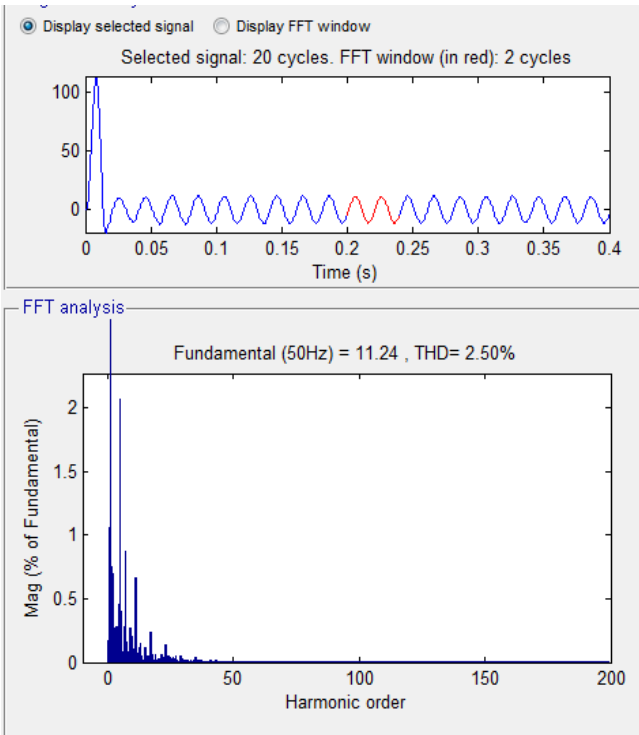 Display selected signal
Display FFT window
Selected signal: 20 cycles. FFT window (in red): 2 cycles
100
50
0
0 0.05 0.1 0.15 0.2 0.25 0.3 0.35 0.4
Time (s)
FFT analysis
Fundamental (50Hz) = 11.24 , THD= 2.50%
Mag (% of Fundamental)
2
1.5
1
0.5
0
0 50 100 150 200
Harmonic order